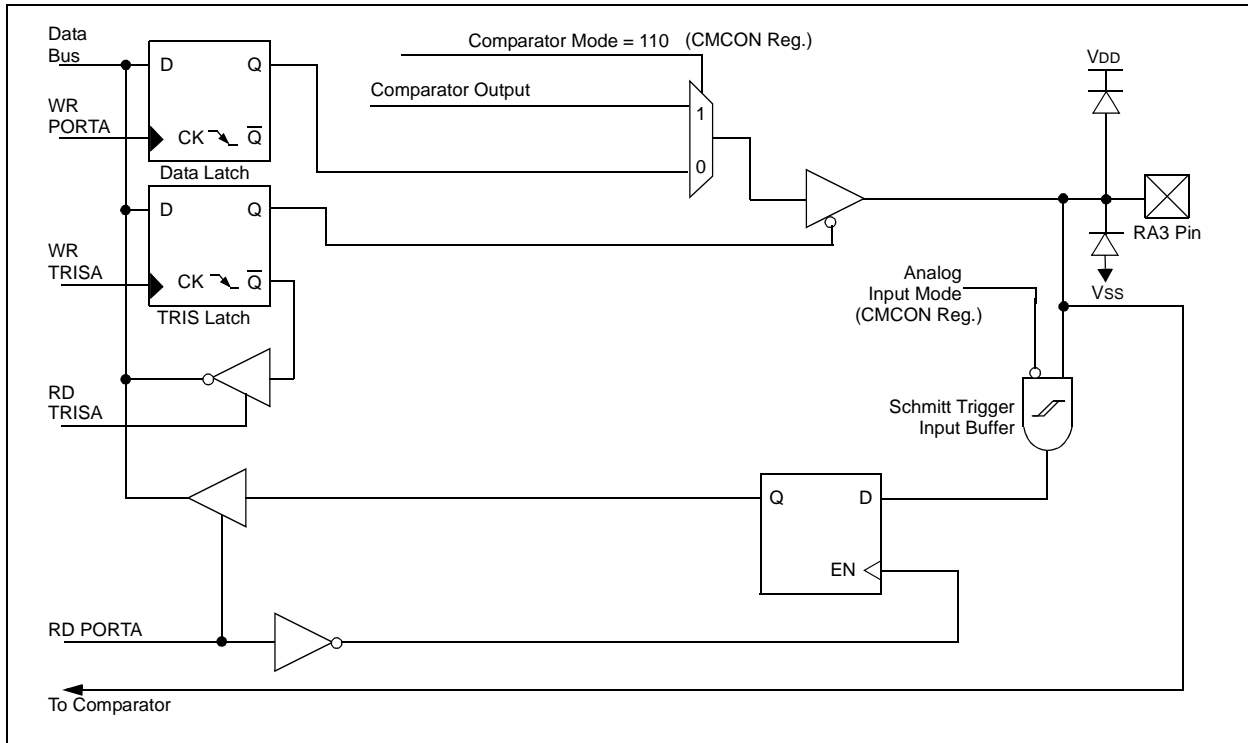 Data
Bus
D Q
WR
PORTA
CK Q
Data Latch
Comparator Mode = 110 (CMCON Reg.)
Comparator Output
1
0
VDD
RA3 Pin
VSS
D Q
WR
TRISA
CK Q
TRIS Latch
Analog
Input Mode
(CMCON Reg.)
RD
TRISA
Schmitt Trigger
Input Buffer
Q D
EN
RD PORTA
To Comparator